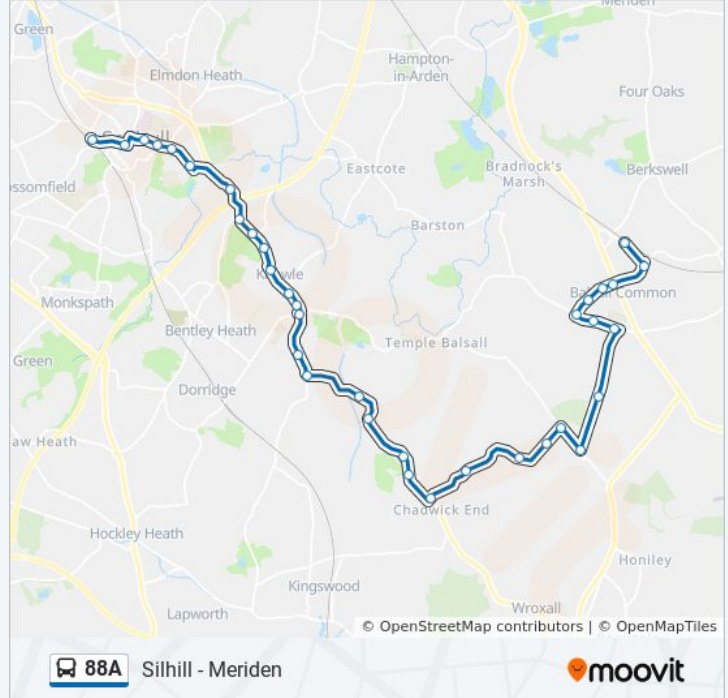 Meriden
Green
Hampton-
in-Arden
Elmdon Heath
Four Oaks
Bradnock's
Marsh
Eastcote
Berkswell
ossomfield
Barston
Monkspath
Bentley Heath
Temple Balsall
Green
Dorridge
aw Heath
Chadwick End
Hockley Heath
Honiley
Kingswood
Wroxall
Lapworth
© OpenStreetMap contributors | © OpenMapTiles
88A Silhill - Meriden
moovit